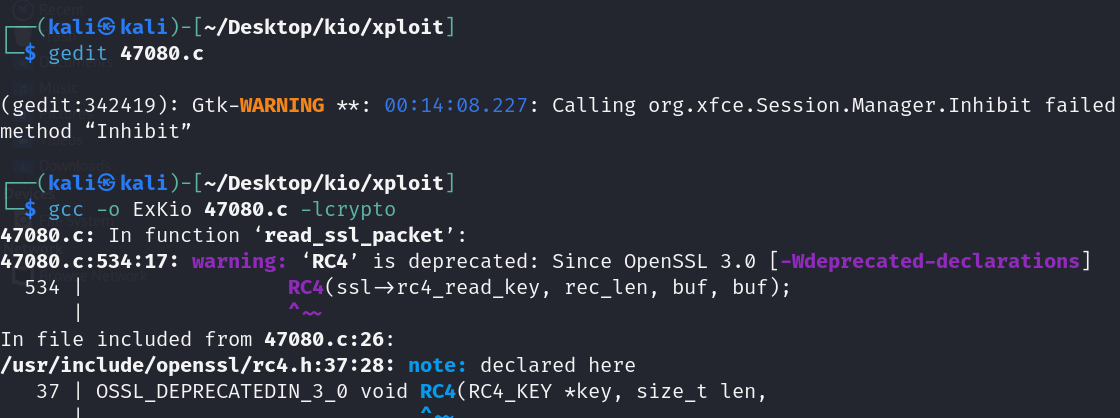 ┌──(kali㉿kali)-[~/Desktop/kio/xploit]
└─$ gedit 47080.c
(gedit:342419): Gtk-WARNING **: 00:14:08.227: Calling org.xfce.Session.Manager.Inhibit failed
method “Inhibit”
┌──(kali㉿kali)-[~/Desktop/kio/xploit]
└─$ gcc -o ExKio 47080.c -lcrypto
47080.c: In function ‘read_ssl_packet’:
47080.c:534:17: warning: ‘RC4’ is deprecated: Since OpenSSL 3.0 [-Wdeprecated-declarations]
534 | RC4(ssl->rc4_read_key, rec_len, buf, buf);
| ^~~
In file included from 47080.c:26:
/usr/include/openssl/rc4.h:37:28: note: declared here
37 | OSSL_DEPRECATEDIN_3_0 void RC4(RC4_KEY *key, size_t len,
| ^~~